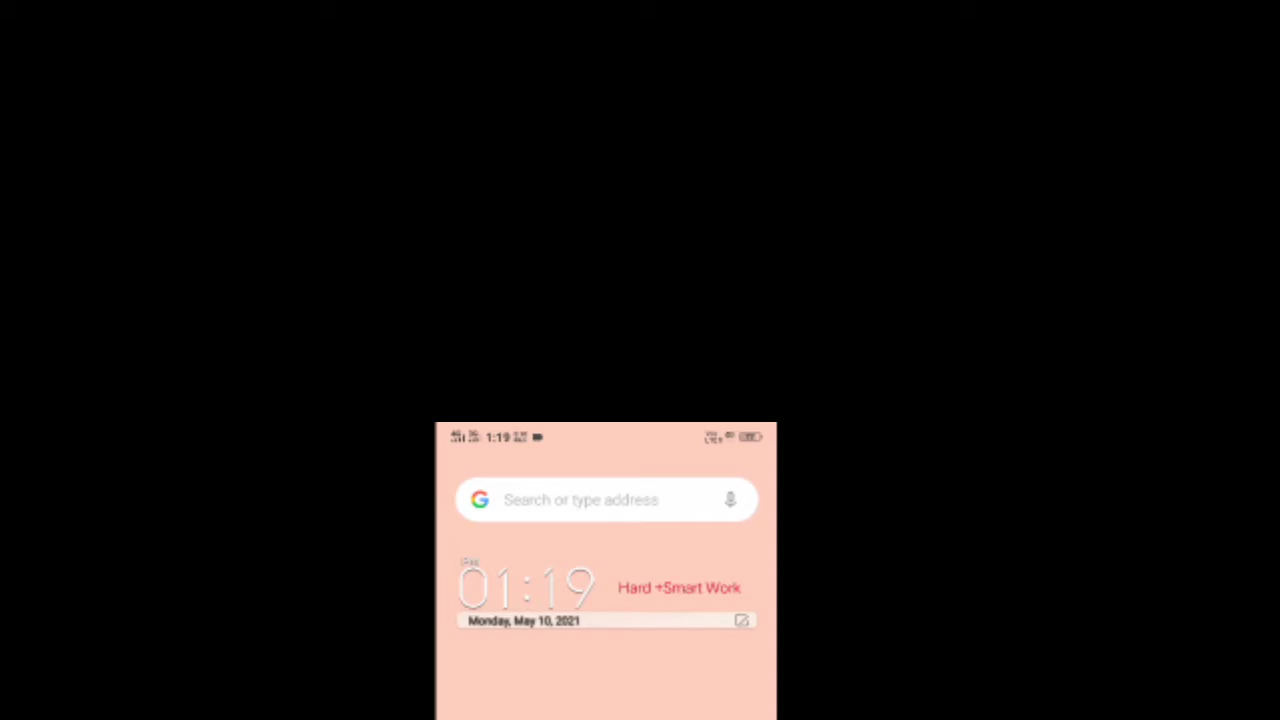 1:19
Search or type address
01:19
Hard +Smart Work
Monday, May 10, 2021